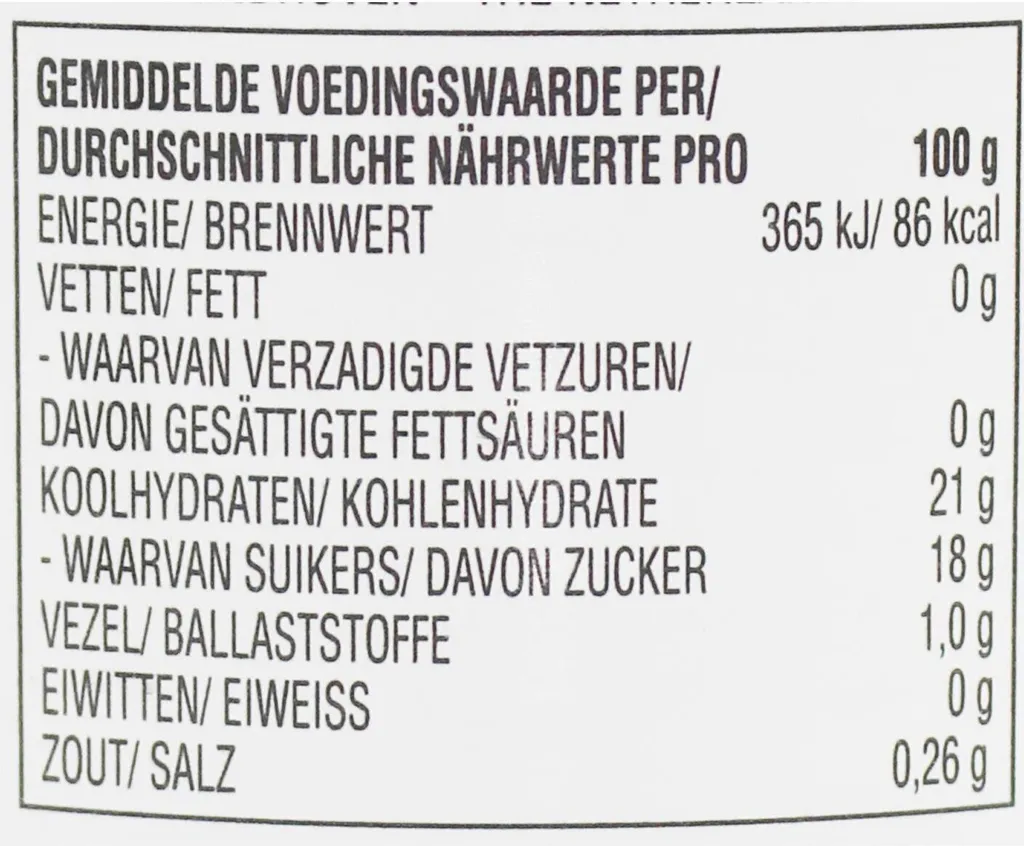 GEMIDDELDE VOEDINGSWAARDE PER/
DURCHSCHNITTLICHE NÄHRWERTE PRO 100 g
ENERGIE/ BRENNWERT 365 kJ/ 86 kcal
VETTEN/ FETT 0 g
- WAARVAN VERZADIGDE VETZUREN/
DAVON GESÄTTIGTE FETTSÄUREN 0 g
KOOLHYDRATEN/ KOHLENHYDRATE 21 g
- WAARVAN SUIKERS/ DAVON ZUCKER 18 g
VEZEL/ BALLASTSTOFFE 1,0 g
EIWITTEN/ EIWEISS 0 g
ZOUT/ SALZ 0,26 g